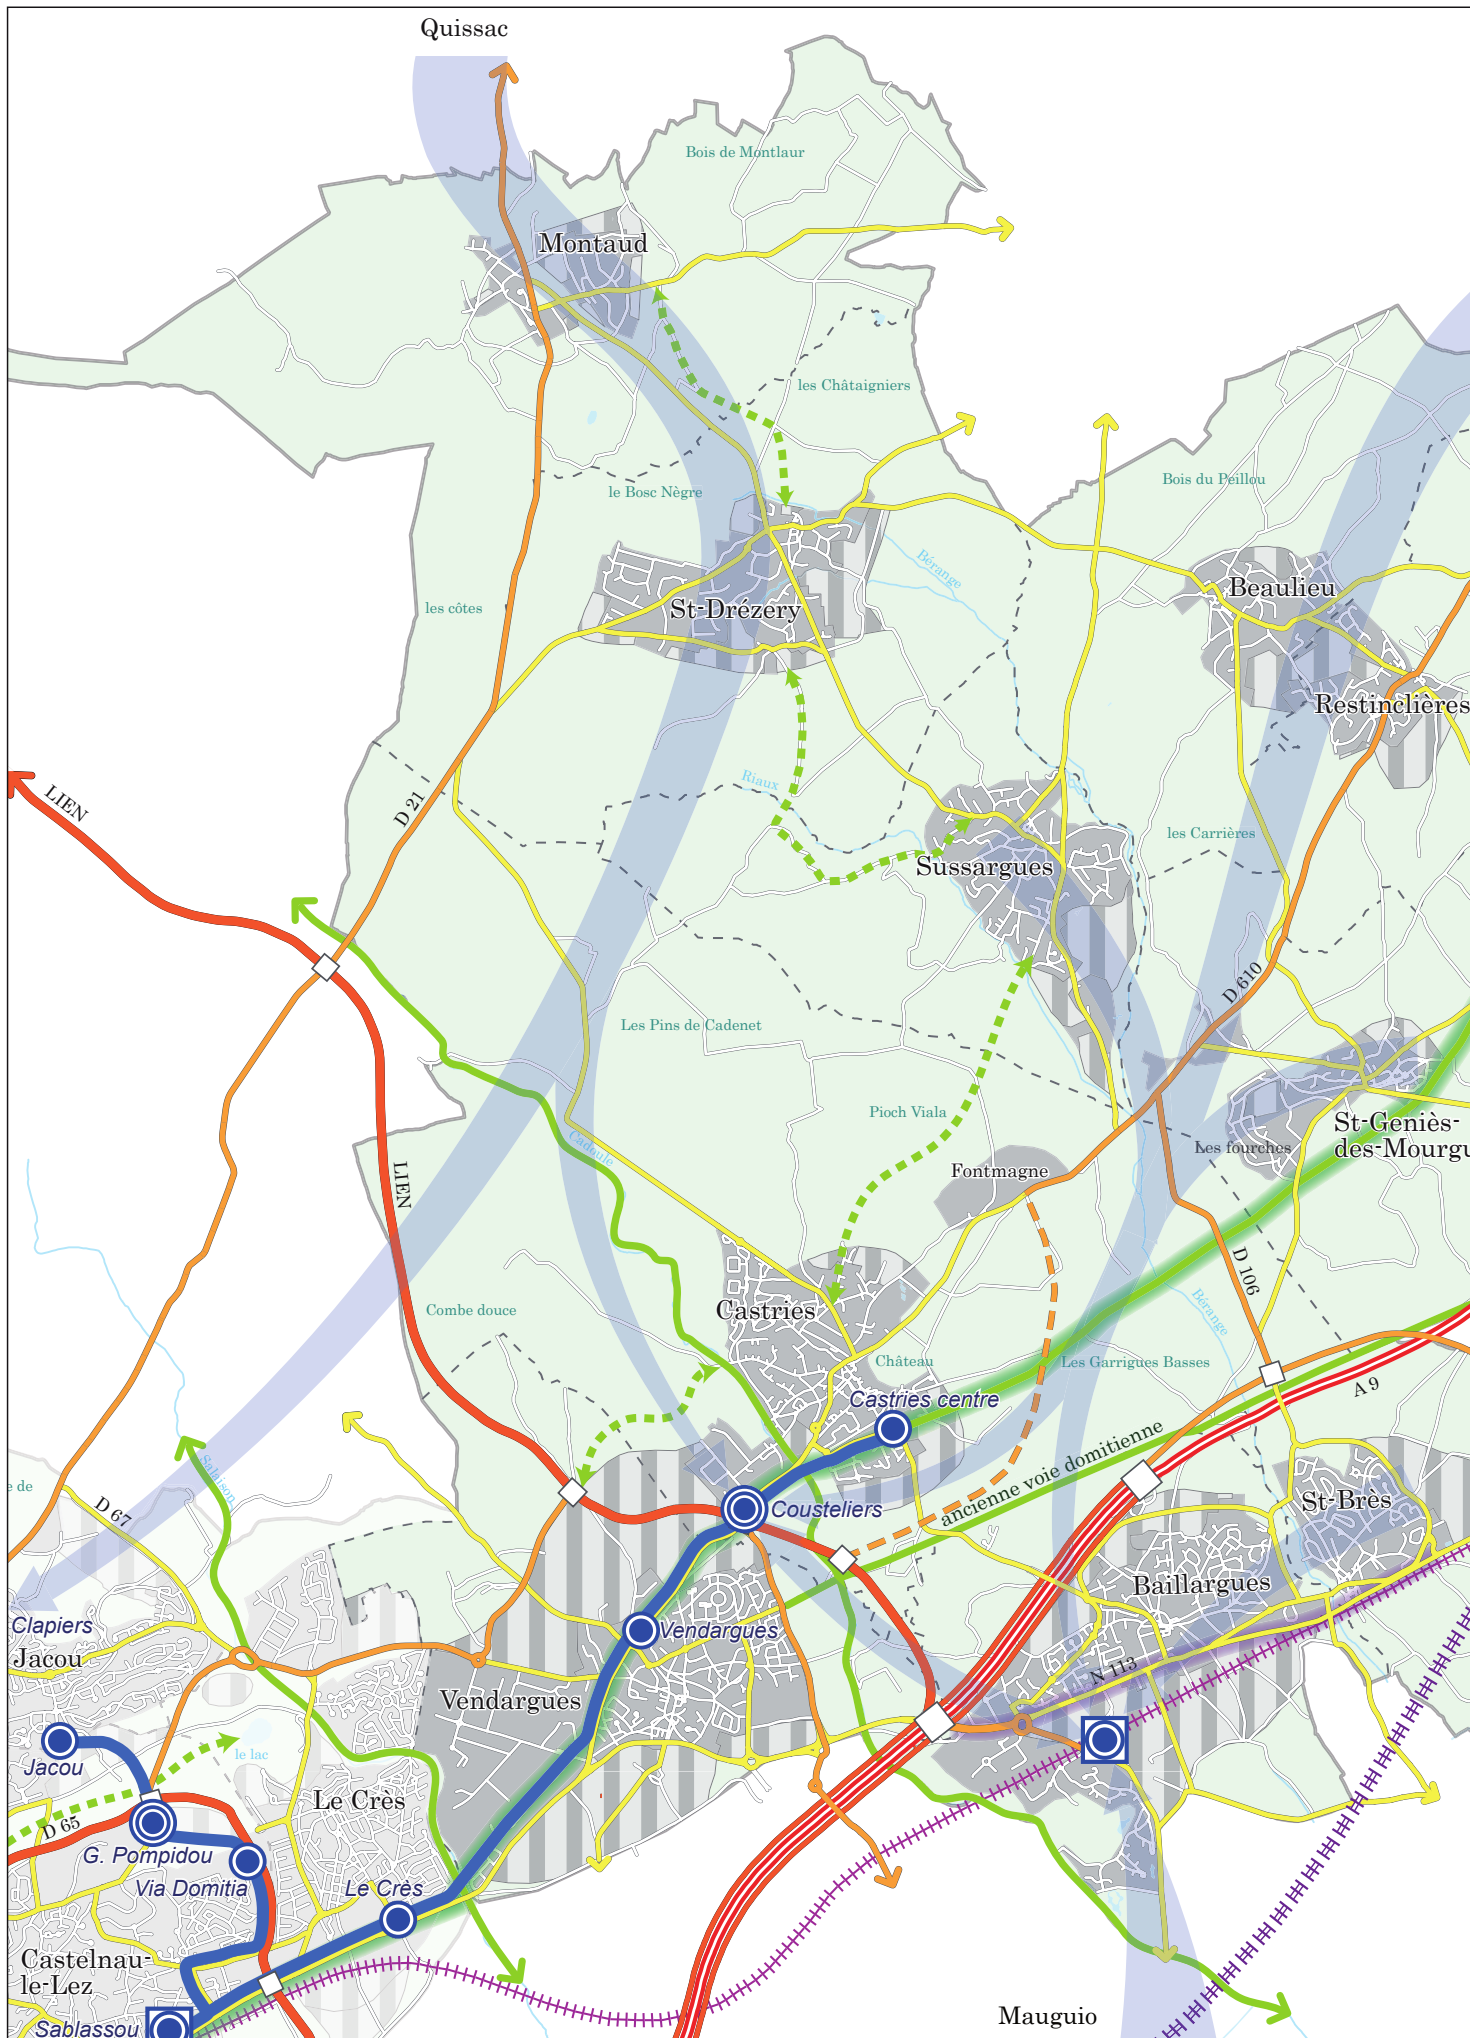 Quissac
Bois de Montlaur
Montaud
les Châtaigniers
Bois du Peillou
le Bosc Nègre
Bérange
Beaulieu
les côtes
St-Drézery
Restinclières
Riaux
LIEN
D 21
les Carrières
Sussargues
D 610
Les Pins de Cadenet
Pioch Viala
St-Geniès-
des-Mourgu
Cadoule
Les fourches
Fontmagne
LIEN
D 106
Bérange
Combe douce
Castries
Château
Les Garrigues Basses
A 9
Castries centre
ancienne voie domitienne
Salaison
e de
D 67
St-Brès
Cousteliers
Baillargues
Clapiers
Vendargues
Jacou
N 113
Vendargues
le lac
Jacou
Le Crès
D 65
G. Pompidou
Via Domitia
Le Crès
Castelnau-
le-Lez
Mauguio
Sablassou